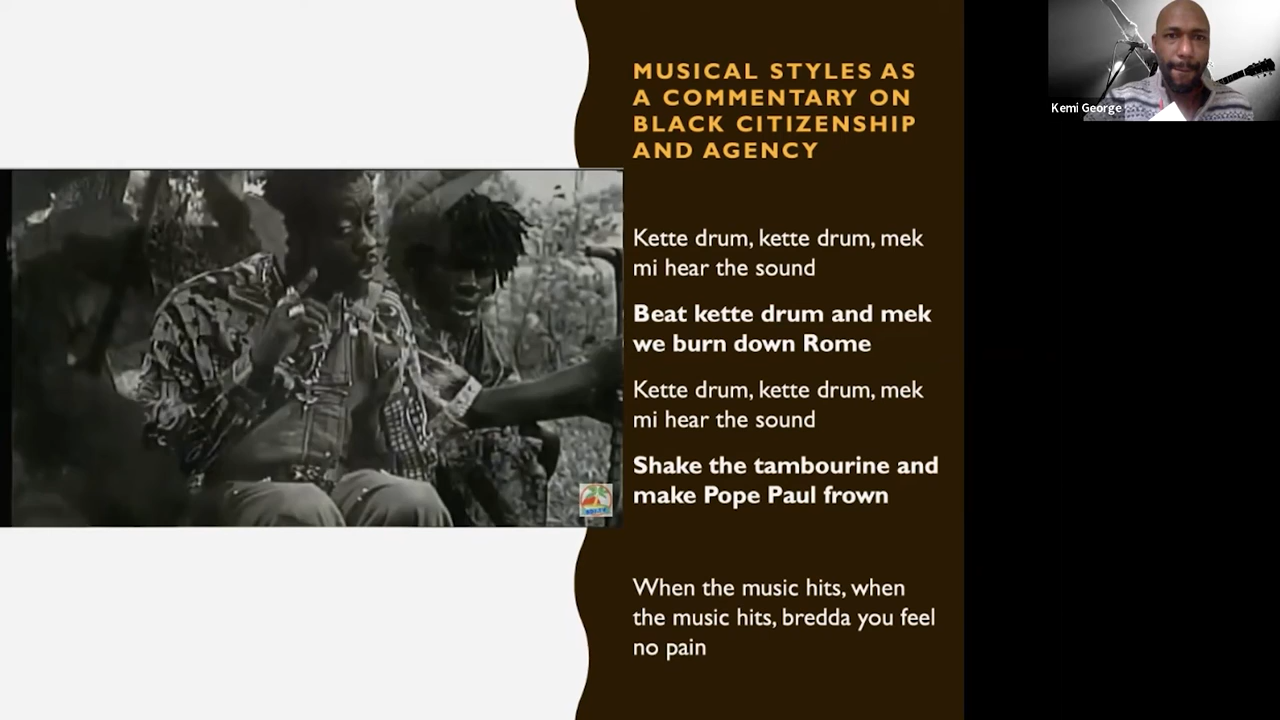 MUSICAL STYLES AS
A COMMENTARY ON
BLACK CITIZENSHIP
AND AGENCY
Kette drum, kette drum, mek
mi hear the sound
Beat kette drum and mek
we burn down Rome
Kette drum, kette drum, mek
mi hear the sound
Shake the tambourine and
make Pope Paul frown
When the music hits, when
the music hits, bredda you feel
no pain
Kemi George